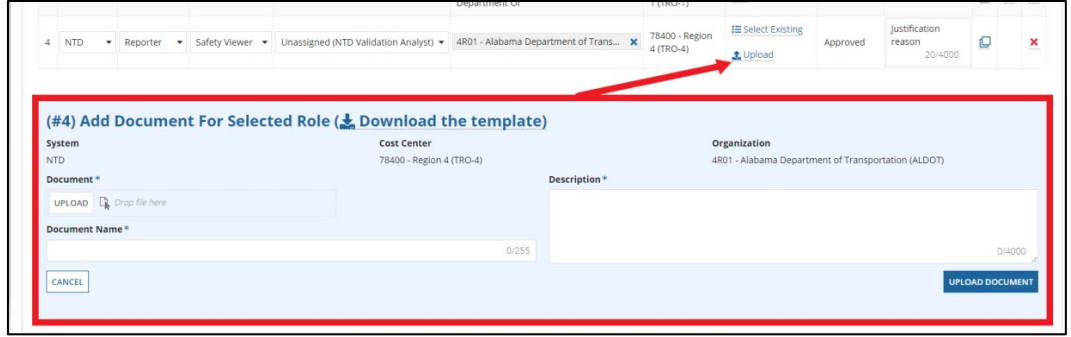 Department of 1 (TRO-1)
4 NTD Reporter Safety Viewer Unassigned (NTD Validation Analyst) 4R01 - Alabama Department of Trans... 78400 - Region 4 (TRO-4) Select Existing Upload Approved Justification reason 20/4000
(#4) Add Document For Selected Role (Download the template)
System Cost Center Organization
NTD 78400 - Region 4 (TRO-4) 4R01 - Alabama Department of Transportation (ALDOT)
Document * Description *
UPLOAD Drop file here
Document Name *
0/255 0/4000
CANCEL UPLOAD DOCUMENT